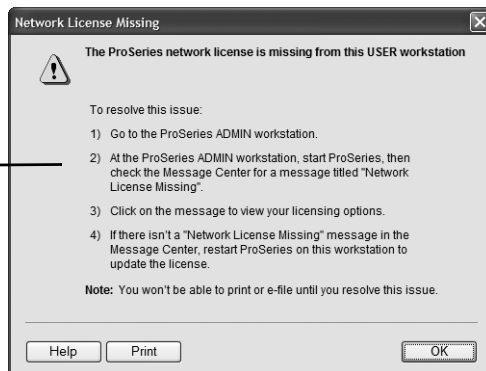 Network License Missing
The ProSeries network license is missing from this USER workstation
To resolve this issue:
1) Go to the ProSeries ADMIN workstation.
2) At the ProSeries ADMIN workstation, start ProSeries, then
check the Message Center for a message titled "Network
License Missing".
3) Click on the message to view your licensing options.
4) If there isn't a "Network License Missing" message in the
Message Center, restart ProSeries on this workstation to
update the license.
Note: You won't be able to print or e-file until you resolve this issue.
Help Print OK